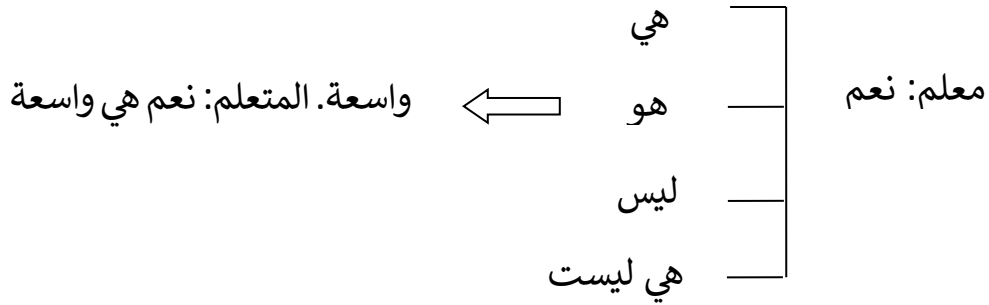 هي
معلم: نعم
هو
واسعة. المتعلم: نعم هي واسعة
ليس
هي ليست